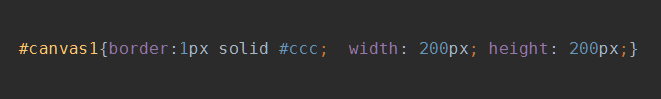 #canvas1{border:1px solid #ccc;  width: 200px; height: 200px;}